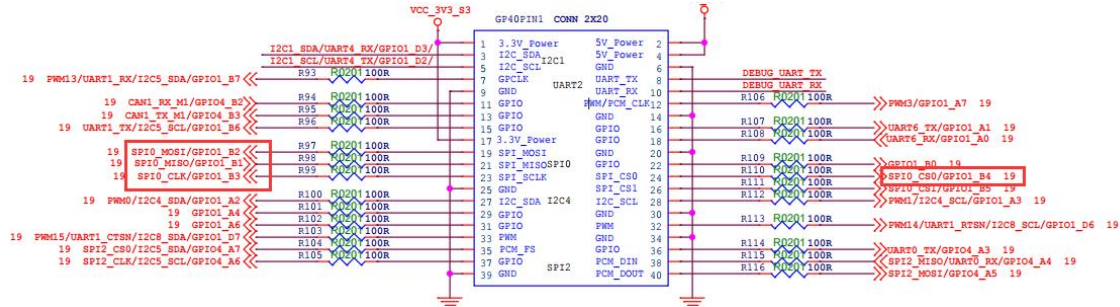 VCC_3V3_S3
GP40PIN1 CONN 2X20
1 3.3V_Power 5V_Power 2
I2C1_SDA/UART4_RX/GPIO1_D3/ 3 I2C_SDA I2C1 5V_Power 4
I2C1_SCL/UART4_TX/GPIO1_D2/ 5 I2C_SCL GND 6
19 PWM13/UART1_RX/I2C5_SDA/GPIO1_B7 R93 R0201 100R 7 GPCLK UART2 UART_TX 8 DEBUG_UART_TX
9 GND UART_RX 10 DEBUG_UART_RX
19 CAN1_RX_M1/GPIO4_B2 R94 R0201 100R 11 GPIO PWM/PCM_CLK 12 R106 R0201 100R PWM3/GPIO1_A7 19
19 CAN1_TX_M1/GPIO4_B3 R95 R0201 100R 13 GPIO GND 14
19 UART1_TX/I2C5_SCL/GPIO1_B6 R96 R0201 100R 15 GPIO GPIO 16 R107 R0201 100R UART6_TX/GPIO1_A1 19
17 3.3V_Power GPIO 18 R108 R0201 100R UART6_RX/GPIO1_A0 19
19 SPI0_MOSI/GPIO1_B2 R97 R0201 100R 19 SPI_MOSI GND 20
19 SPI0_MISO/GPIO1_B1 R98 R0201 100R 21 SPI_MISO SPI0 GPIO 22 R109 R0201 100R GPIO1_B0 19
19 SPI0_CLK/GPIO1_B3 R99 R0201 100R 23 SPI_SCLK SPI_CS0 24 R110 R0201 100R SPI0_CS0/GPIO1_B4 19
25 GND SPI_CS1 26 R111 R0201 100R SPI0_CS1/GPIO1_B5 19
19 PWM0/I2C4_SDA/GPIO1_A2 R100 R0201 100R 27 I2C_SDA I2C4 I2C_SCL 28 R112 R0201 100R PWM1/I2C4_SCL/GPIO1_A3 19
19 GPIO1_A4 R101 R0201 100R 29 GPIO GND 30
19 GPIO1_A6 R102 R0201 100R 31 GPIO PWM 32 R113 R0201 100R PWM14/UART1_RTSN/I2C8_SCL/GPIO1_D6 19
19 PWM15/UART1_CTSN/I2C8_SDA/GPIO1_D7 R103 R0201 100R 33 PWM GND 34
19 SPI2_CS0/I2C5_SDA/GPIO4_A7 R104 R0201 100R 35 PCM_FS GPIO 36 R114 R0201 100R UART0_TX/GPIO4_A3 19
19 SPI2_CLK/I2C5_SCL/GPIO4_A6 R105 R0201 100R 37 GPIO PCM_DIN 38 R115 R0201 100R SPI2_MISO/UART0_RX/GPIO4_A4 19
39 GND SPI2 PCM_DOUT 40 R116 R0201 100R SPI2_MOSI/GPIO4_A5 19